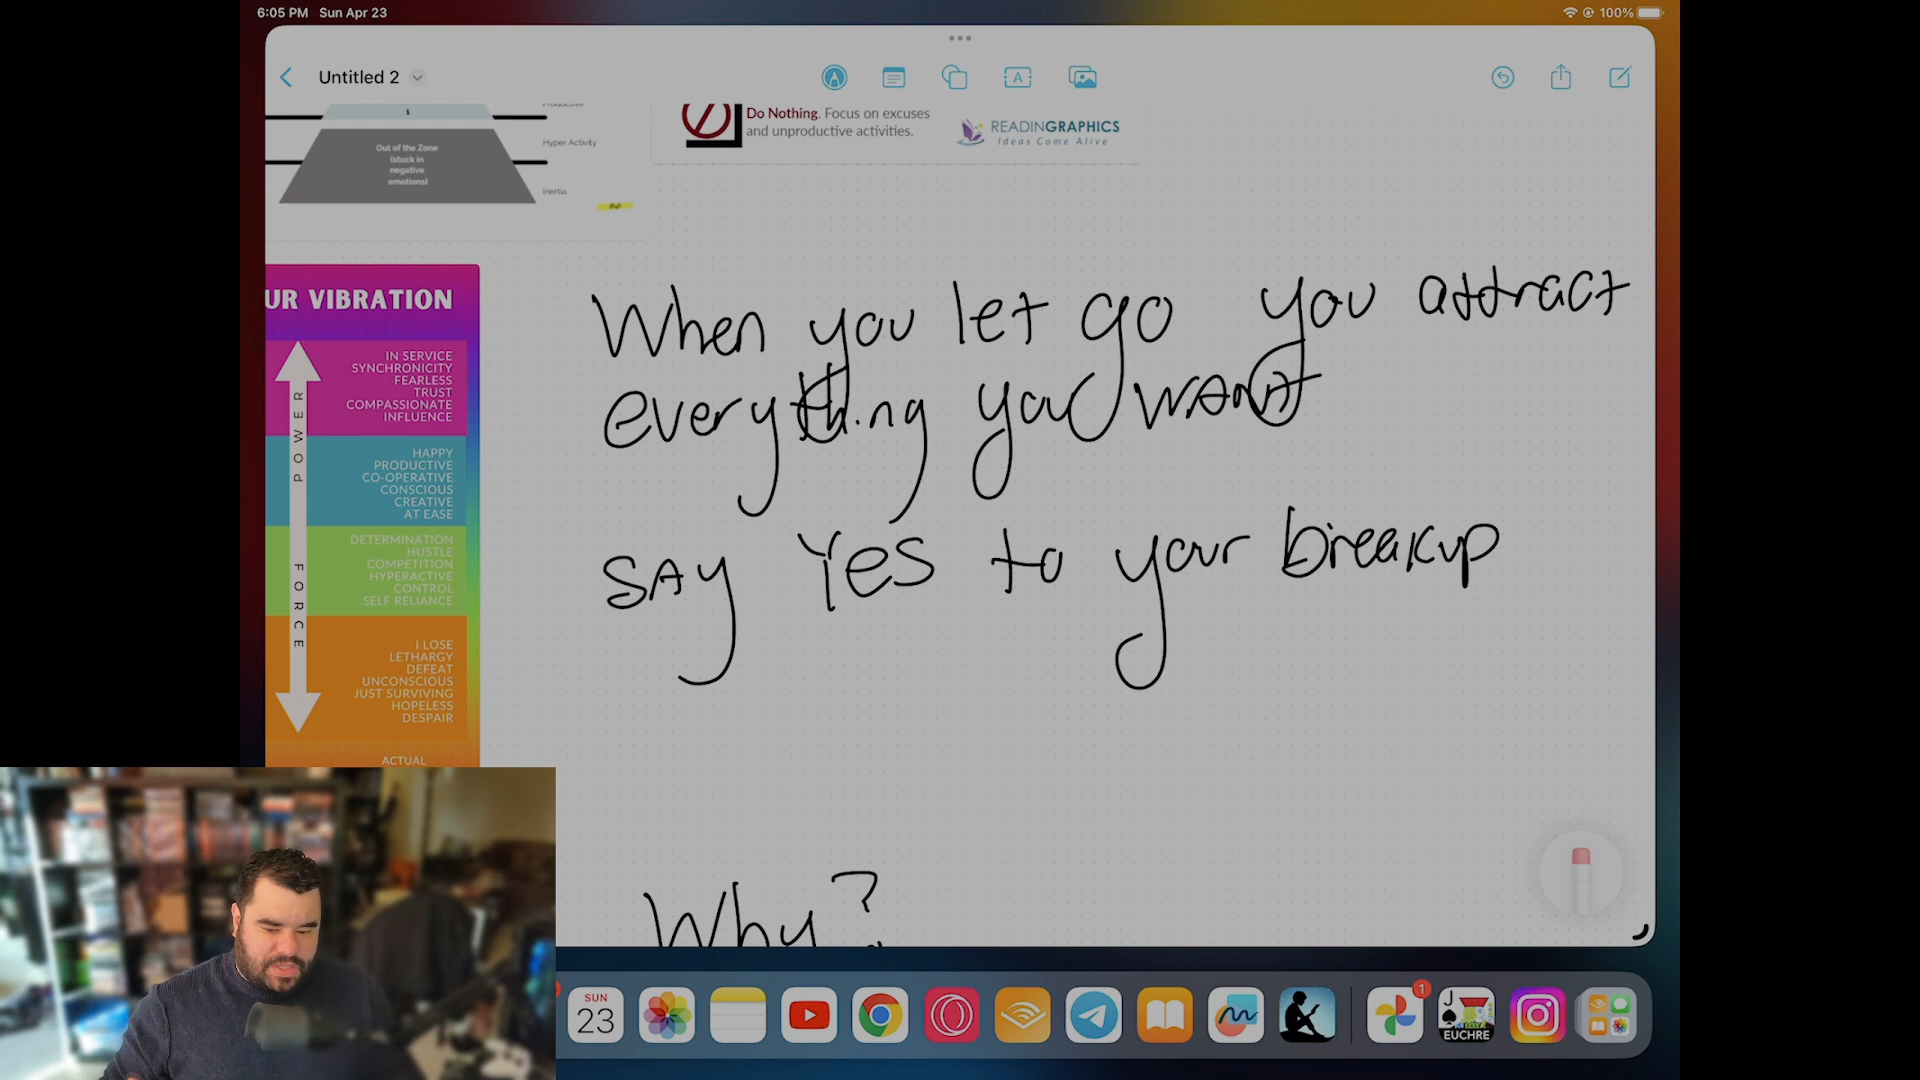 6:05 PM Sun Apr 23
100%
Untitled 2
A
1
Productive
Out of the Zone
(stuck in
negative
emotions)
Hyper Activity
Inertia
Do Nothing. Focus on excuses
and unproductive activities.
READINGRAPHICS
Ideas Come Alive
UR VIBRATION
POWER
FORCE
IN SERVICE
SYNCHRONICITY
FEARLESS
TRUST
COMPASSIONATE
INFLUENCE
HAPPY
PRODUCTIVE
CO-OPERATIVE
CONSCIOUS
CREATIVE
AT EASE
DETERMINATION
HUSTLE
COMPETITION
HYPERACTIVE
CONTROL
SELF RELIANCE
I LOSE
LETHARGY
DEFEAT
UNCONSCIOUS
JUST SURVIVING
HOPELESS
DESPAIR
ACTUAL
When you let go you attract
everything you WANt
SAY Yes to your breakup
Why?
SUN
23
1
J
EUCHRE